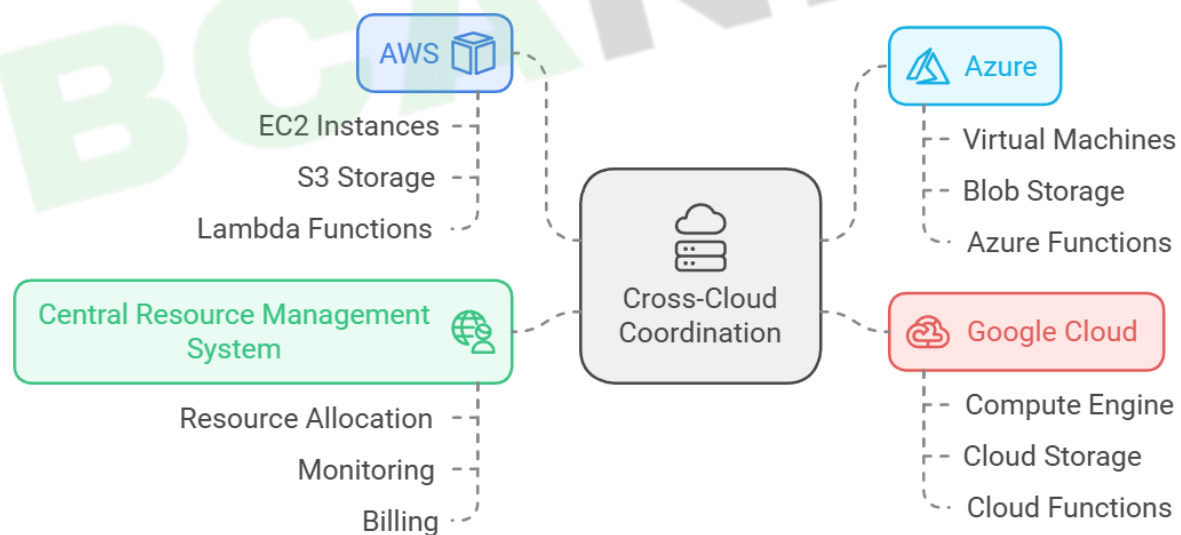 BCAN
AWS
EC2 Instances
S3 Storage
Lambda Functions
Azure
Virtual Machines
Blob Storage
Azure Functions
Cross-Cloud
Coordination
Central Resource Management
System
Resource Allocation
Monitoring
Billing
Google Cloud
Compute Engine
Cloud Storage
Cloud Functions